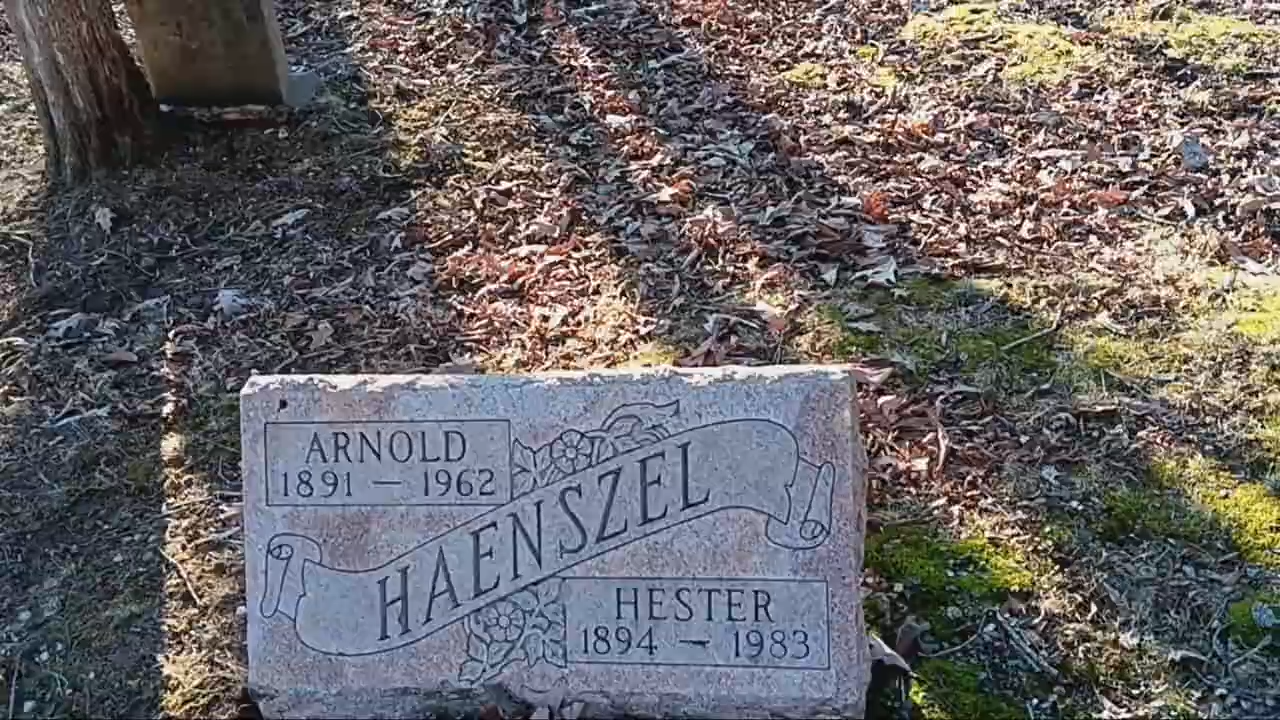 ARNOLD
1891 — 1962
HAENSZEL
HESTER
1894 — 1983